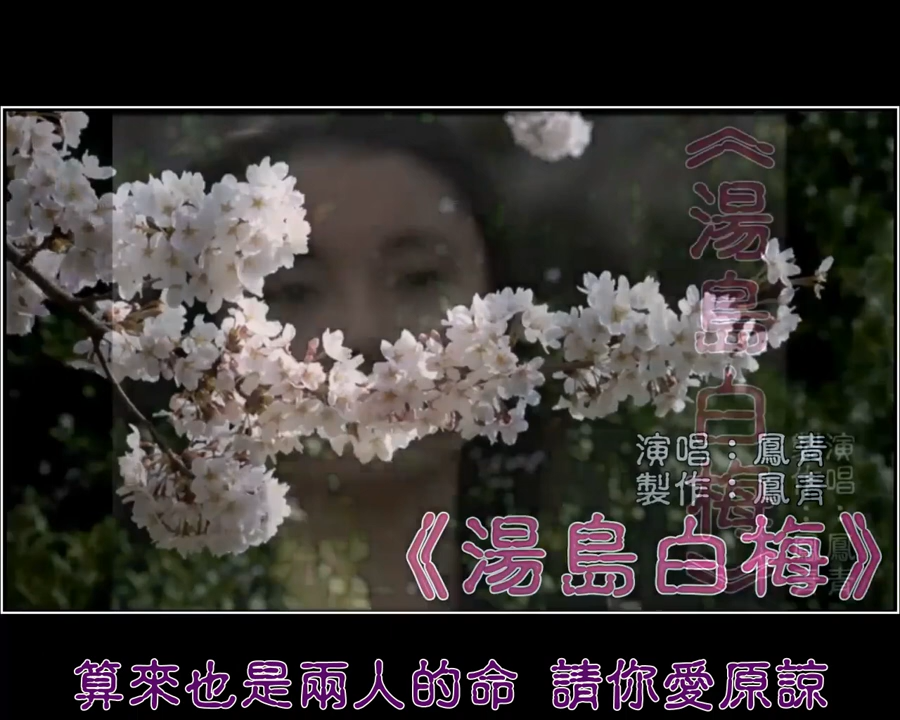 《湯島白梅》
演唱：鳳青
製作：鳳青
《湯島白梅》
算來也是兩人的命 請你愛原諒